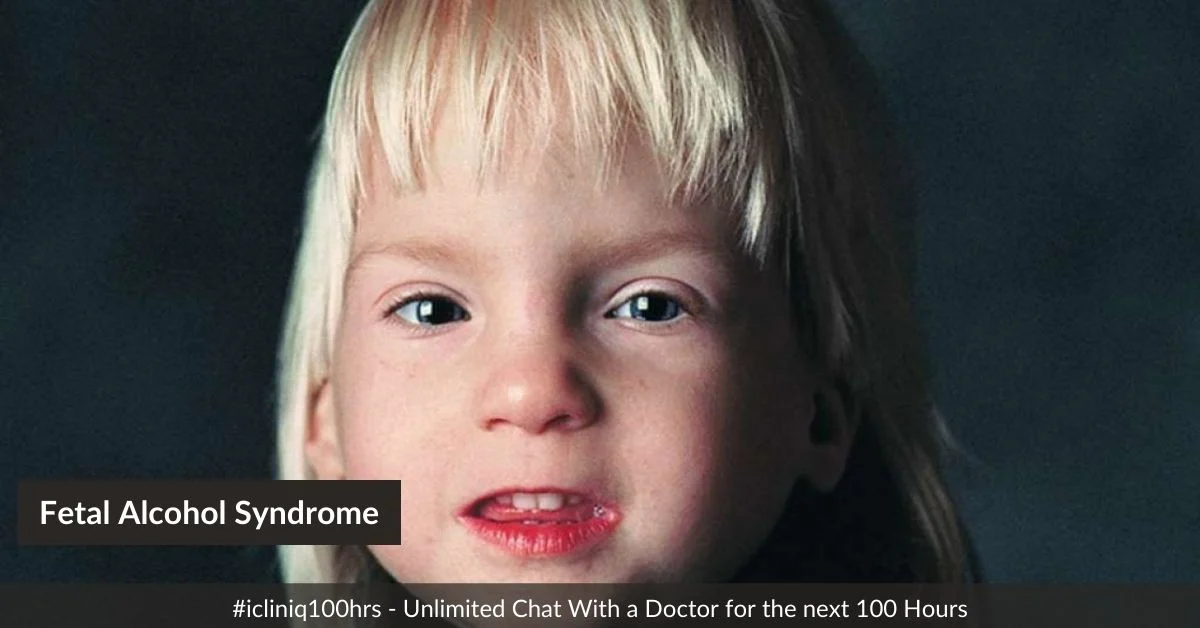 Fetal Alcohol Syndrome
#icliniq100hrs - Unlimited Chat With a Doctor for the next 100 Hours